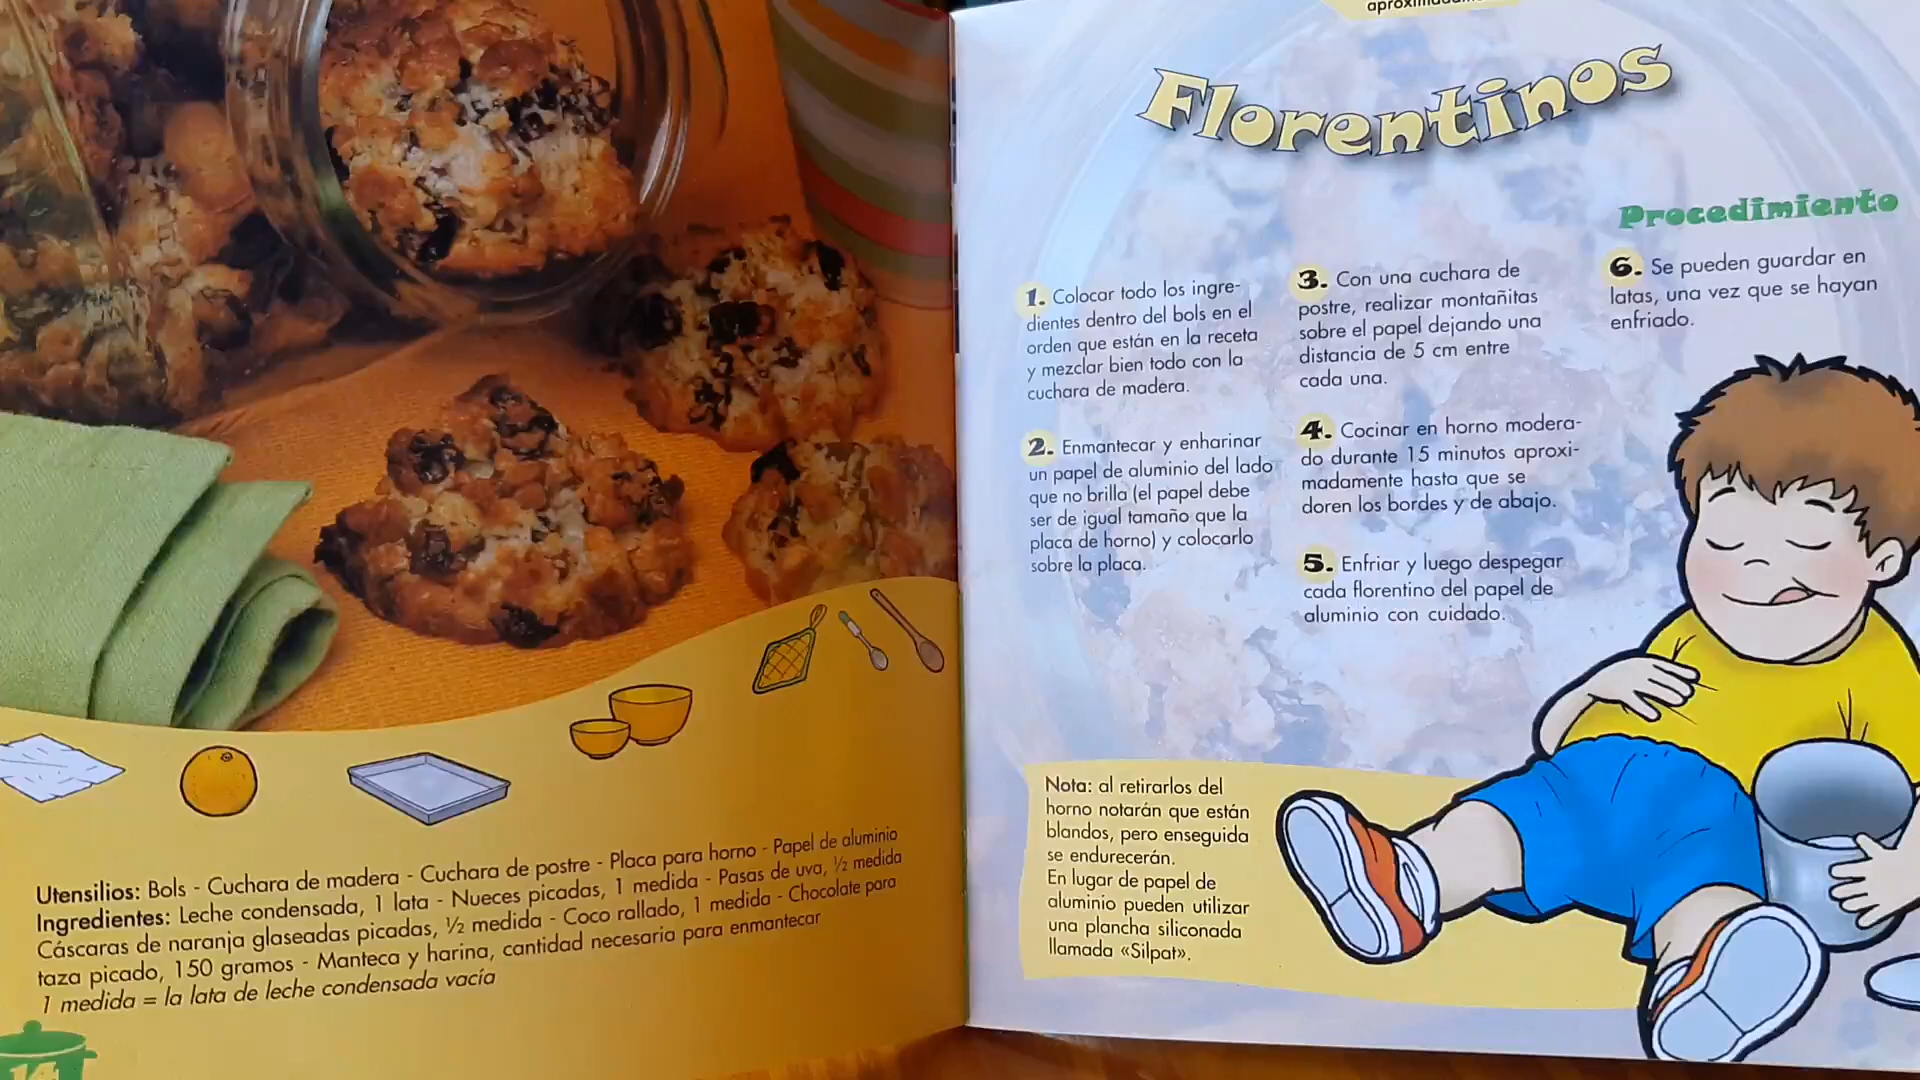 Utensilios: Bols - Cuchara de madera - Cuchara de postre - Placa para horno - Papel de aluminio
Ingredientes: Leche condensada, 1 lata - Nueces picadas, 1 medida - Pasas de uva, ½ medida
Cáscaras de naranja glaseadas picadas, ½ medida - Coco rallado, 1 medida - Chocolate para
taza picado, 150 gramos - Manteca y harina, cantidad necesaria para enmantecar
1 medida = la lata de leche condensada vacía
14
Florentinos
Procedimiento
1. Colocar todo los ingre-
dientes dentro del bols en el
orden que están en la receta
y mezclar bien todo con la
cuchara de madera.
2. Enmantecar y enharinar
un papel de aluminio del lado
que no brilla (el papel debe
ser de igual tamaño que la
placa de horno) y colocarlo
sobre la placa.
3. Con una cuchara de
postre, realizar montañitas
sobre el papel dejando una
distancia de 5 cm entre
cada una.
4. Cocinar en horno modera-
do durante 15 minutos aproxi-
madamente hasta que se
doren los bordes y de abajo.
5. Enfriar y luego despegar
cada florentino del papel de
aluminio con cuidado.
6. Se pueden guardar en
latas, una vez que se hayan
enfriado.
Nota: al retirarlos del
horno notarán que están
blandos, pero enseguida
se endurecerán.
En lugar de papel de
aluminio pueden utilizar
una plancha siliconada
llamada «Silpat».